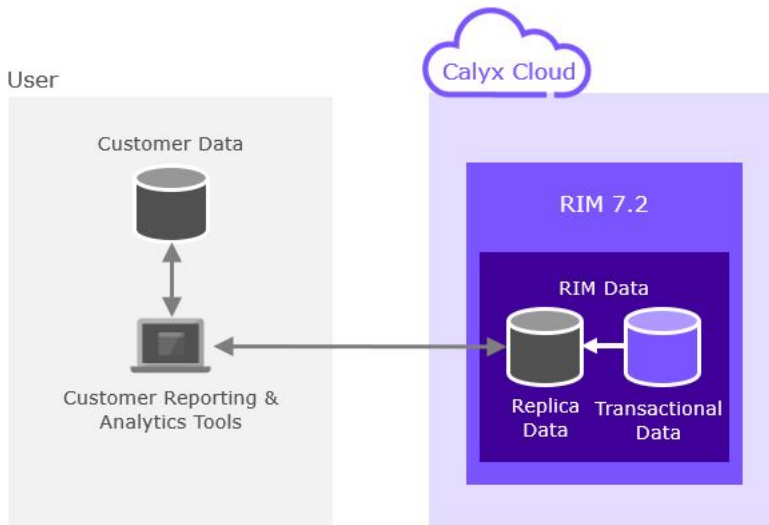 User
Customer Data
Customer Reporting &
Analytics Tools
Calyx Cloud
RIM 7.2
RIM Data
Replica
Data
Transactional
Data